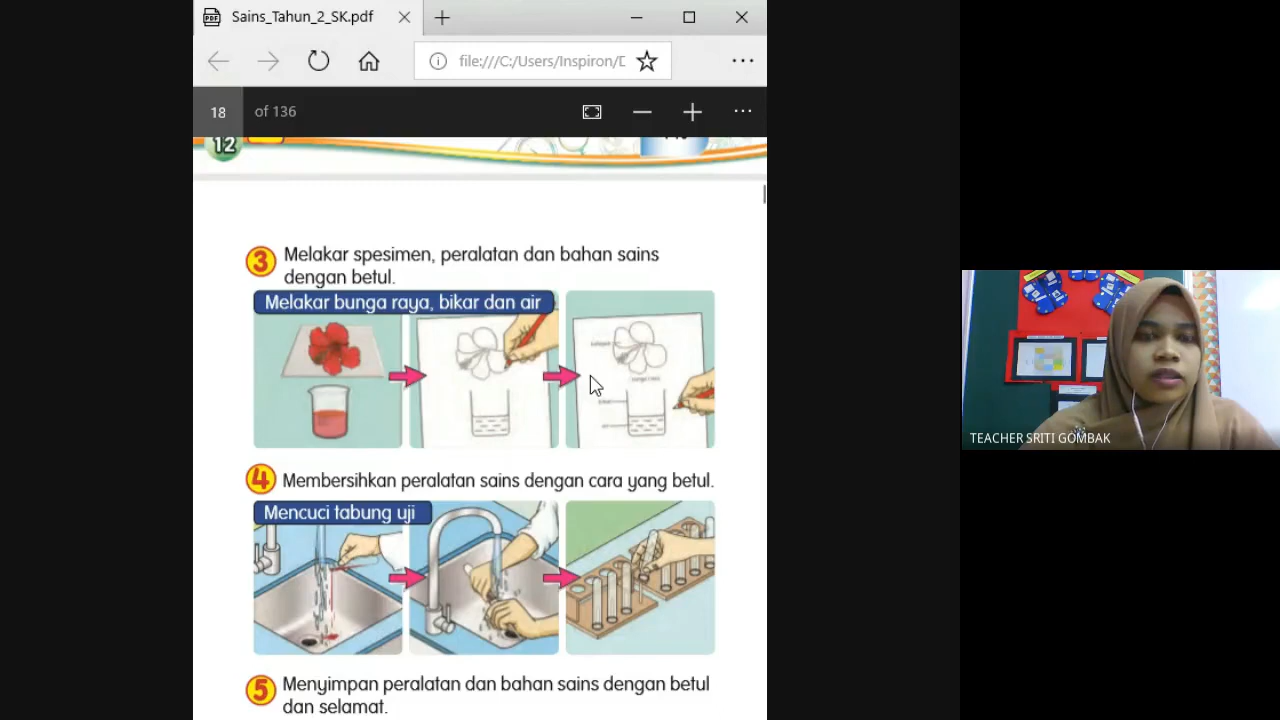 Sains_Tahun_2_SK.pdf
file:///C:/Users/Inspiron/D
18 of 136
12
3 Melakar spesimen, peralatan dan bahan sains
dengan betul.
Melakar bunga raya, bikar dan air
4 Membersihkan peralatan sains dengan cara yang betul.
Mencuci tabung uji
5 Menyimpan peralatan dan bahan sains dengan betul
dan selamat.
TEACHER SRITI GOMBAK